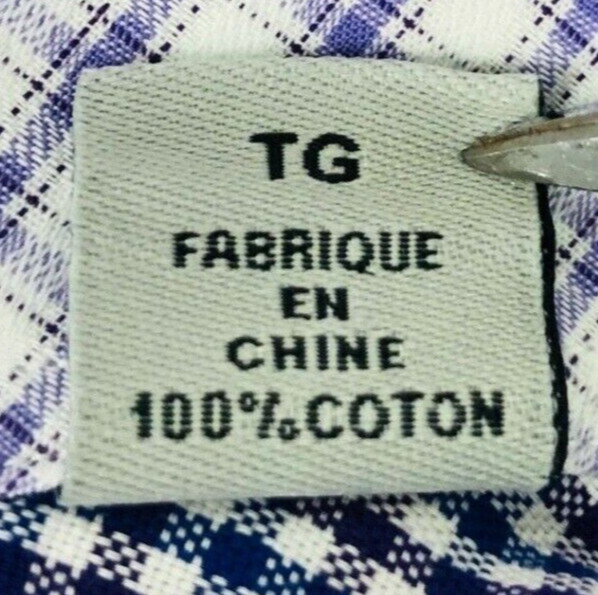 TG
FABRIQUE
EN
CHINE
100% COTON